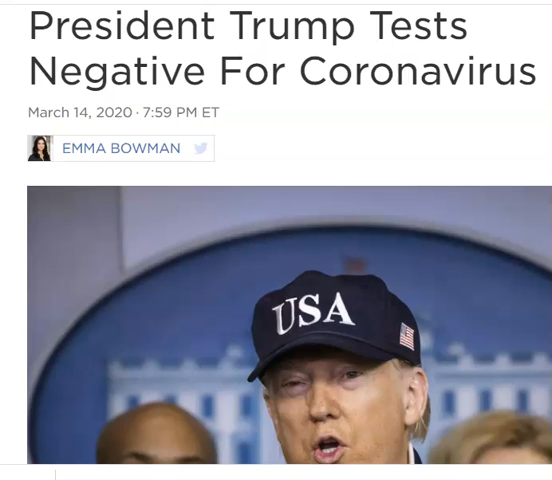 President Trump Tests
Negative For Coronavirus
March 14, 2020 · 7:59 PM ET
EMMA BOWMAN
USA